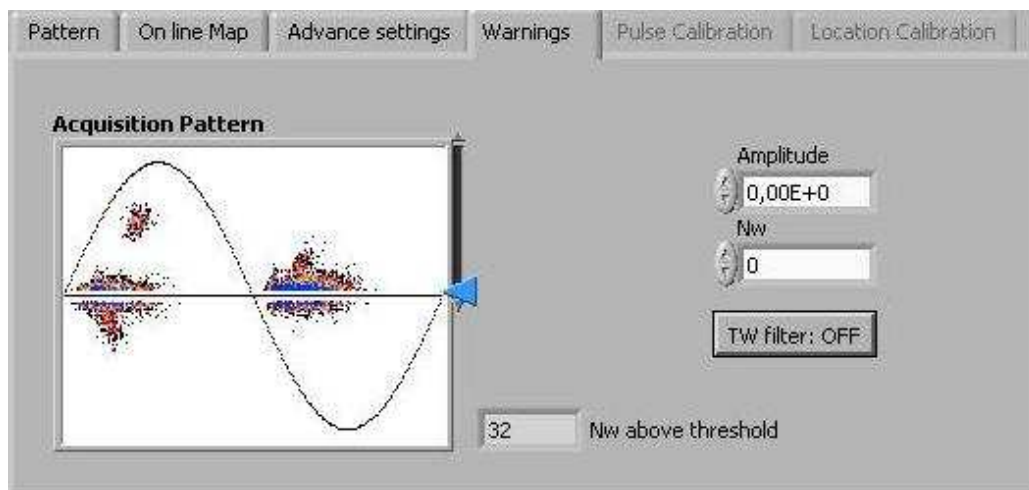 Pattern On line Map Advance settings Warnings Pulse Calibration Location Calibration
Acquisition Pattern
Amplitude
0,00E+0
Nw
0
TW filter: OFF
32 Nw above threshold